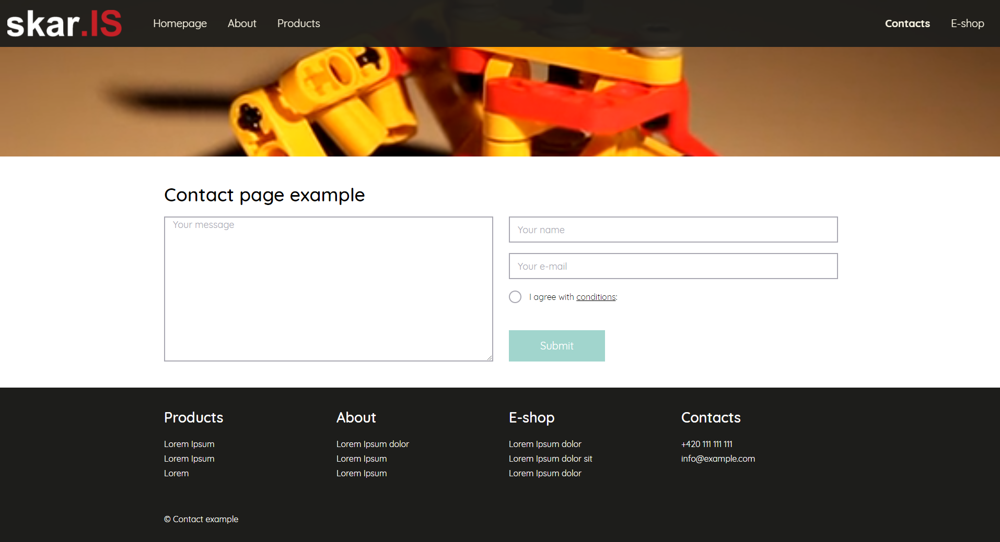 skar.IS
Homepage About Products Contacts E-shop
Contact page example
Your message
Your name
Your e-mail
I agree with conditions:
Submit
Products
Lorem Ipsum
Lorem Ipsum
Lorem
About
Lorem Ipsum dolor
Lorem Ipsum
Lorem Ipsum
E-shop
Lorem Ipsum dolor
Lorem Ipsum dolor sit
Lorem Ipsum dolor
Contacts
+420 111 111 111
info@example.com
© Contact example